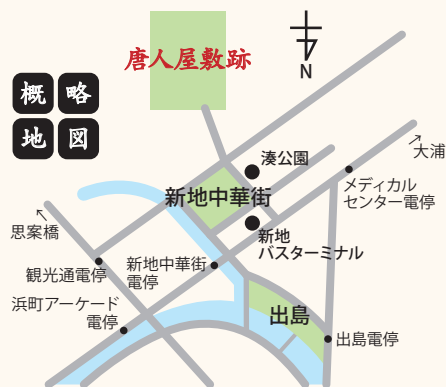 唐人屋敷跡
N
概略
地図
湊公園
大浦
新地中華街
メディカル
センター電停
思案橋
新地
バスターミナル
観光通電停
新地中華街
電停
浜町アーケード
電停
出島
出島電停